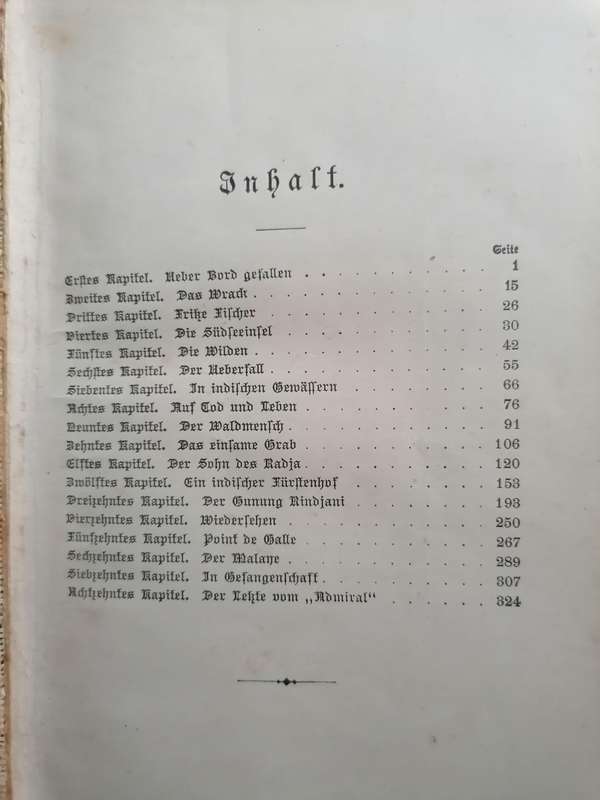 Inhalt.
Seite
Erstes Kapitel. Ueber Bord gefallen . . . . . . . . . . . 1
Zweites Kapitel. Das Wrack . . . . . . . . . . . . . 15
Drittes Kapitel. Fritze Fischer . . . . . . . . . . . . 26
Viertes Kapitel. Die Südseeinsel . . . . . . . . . . . 30
Fünftes Kapitel. Die Wilden . . . . . . . . . . . . . 42
Sechstes Kapitel. Der Ueberfall . . . . . . . . . . . . 55
Siebentes Kapitel. In indischen Gewässern . . . . . . . . 66
Achtes Kapitel. Auf Tod und Leben . . . . . . . . . . 76
Neuntes Kapitel. Der Waldmensch . . . . . . . . . . . 91
Zehntes Kapitel. Das einsame Grab . . . . . . . . . . 106
Elftes Kapitel. Der Sohn des Radja . . . . . . . . . . 120
Zwölftes Kapitel. Ein indischer Fürstenhof . . . . . . . . 153
Dreizehntes Kapitel. Der Gunung Rindjani . . . . . . . . 193
Vierzehntes Kapitel. Wiedersehen . . . . . . . . . . . 250
Fünfzehntes Kapitel. Point de Galle . . . . . . . . . . 267
Sechzehntes Kapitel. Der Malaye . . . . . . . . . . . 289
Siebzehntes Kapitel. In Gefangenschaft . . . . . . . . . 307
Achtzehntes Kapitel. Der Letzte vom „Admiral“ . . . . . . 324